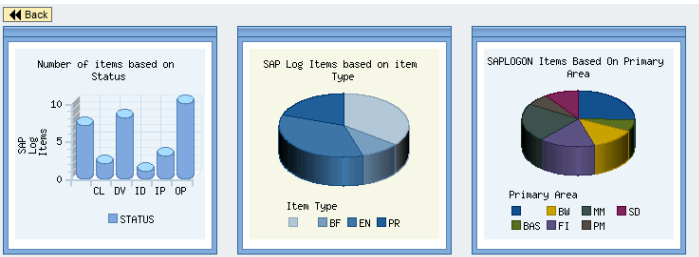 Back
Number of items based on
Status
10
5
0
SAP
Log
Items
CL DV ID IP OP
STATUS
SAP Log Items based on item
Type
Item Type
BF EN PR
SAPLOGON Items Based On Primary
Area
Primary Area
BW MM SD
BAS FI PM